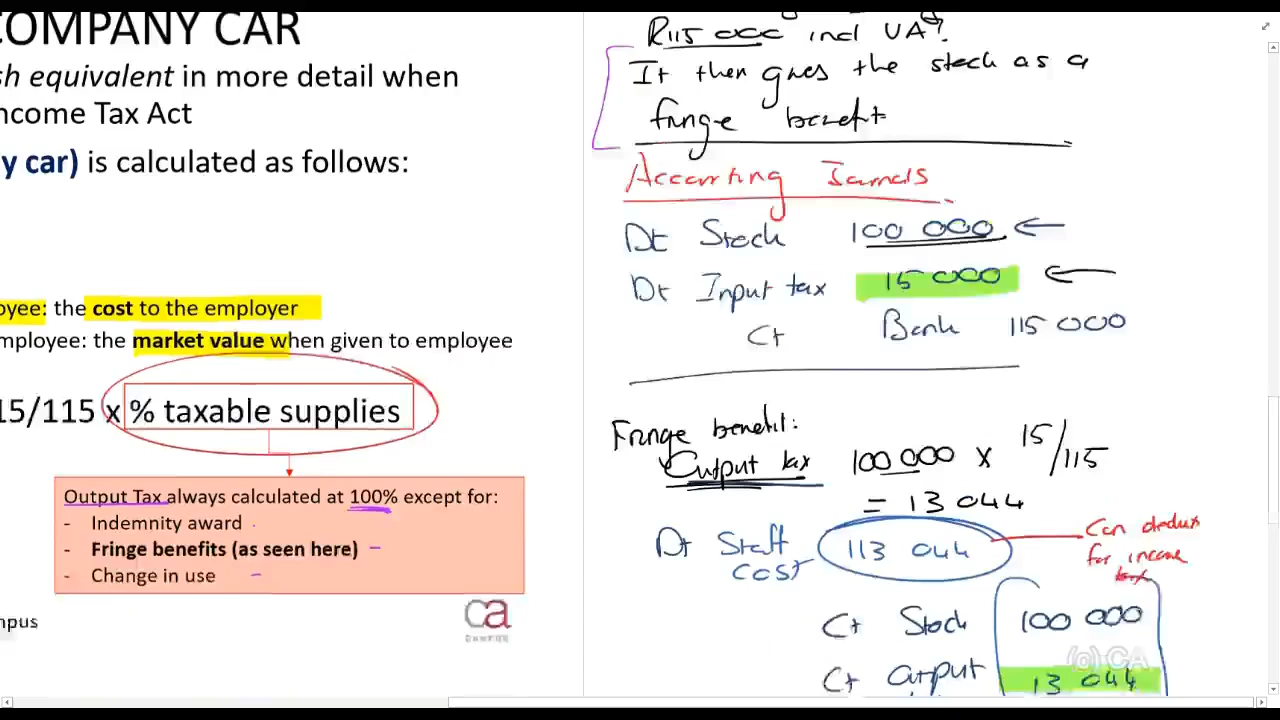 COMPANY CAR
sh equivalent in more detail when
ncome Tax Act
y car) is calculated as follows:
oyee: the cost to the employer
mployee: the market value when given to employee
15/115 x % taxable supplies
Output Tax always calculated at 100% except for:
- Indemnity award
- Fringe benefits (as seen here)
- Change in use
mpus
ca
R115 000 incl VAT.
It then gives the stock as a
fringe benefit
Accounting Jornals
Dt Stock 100 000
Dt Input tax 15 000
Ct Bank 115 000
Fringe benefit:
Output tax 100 000 x 15/115
= 13 044
Dt Staff cost 113 044
Can deduct
for income
tax
Ct Stock 100 000
(c) CA
Ct Output 13 044